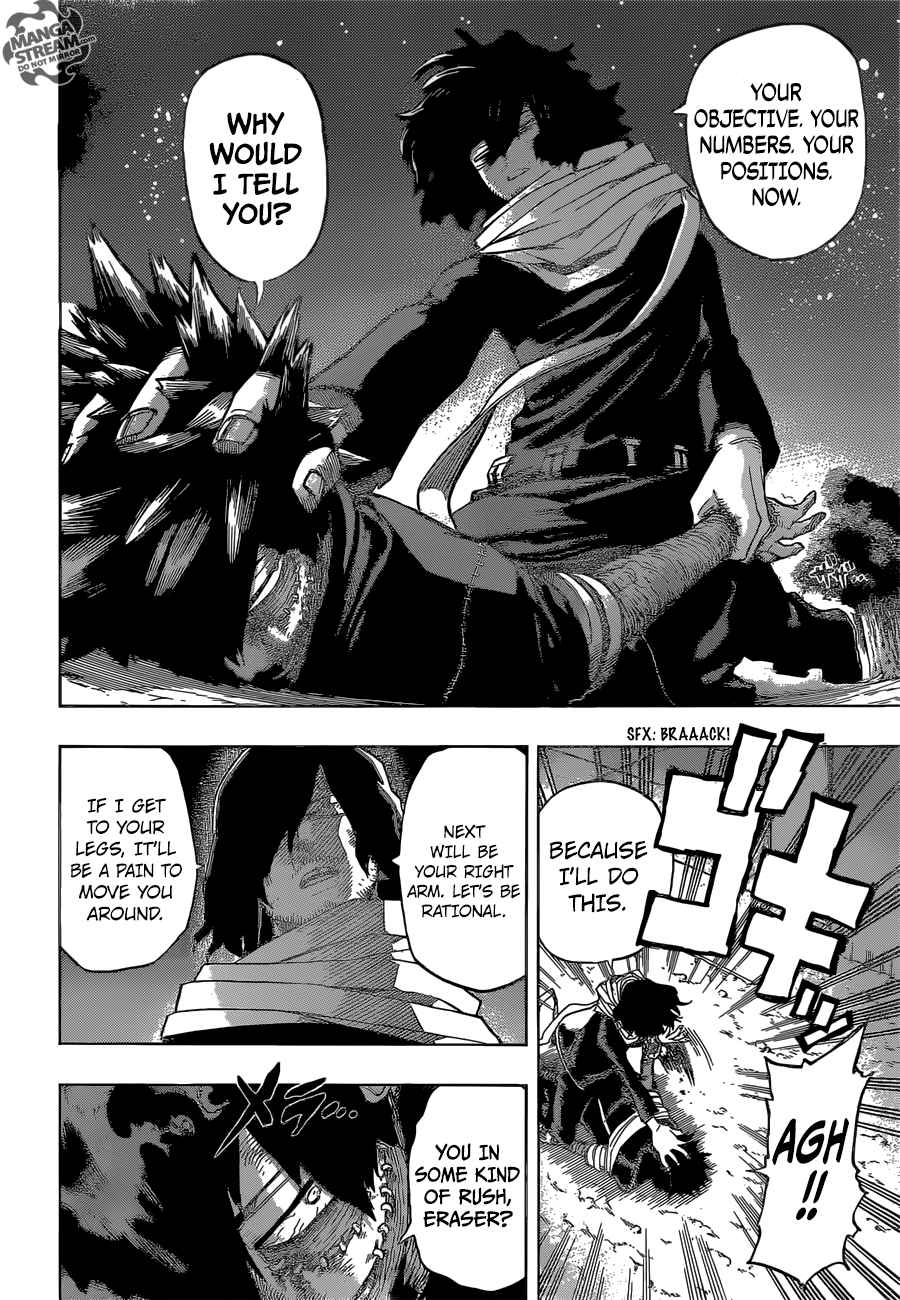 MANGA
STREAM.com
DO NOT MIRROR
YOUR
OBJECTIVE. YOUR
NUMBERS. YOUR
POSITIONS.
NOW.
WHY
WOULD
I TELL
YOU?
SFX: BRAAACK!
ゴキッ
BECAUSE
I'LL DO
THIS.
AGH
!!
NEXT
WILL BE
YOUR RIGHT
ARM. LET'S BE
RATIONAL.
IF I GET
TO YOUR
LEGS, IT'LL
BE A PAIN TO
MOVE YOU
AROUND.
メラ...
YOU IN
SOME KIND
OF RUSH,
ERASER?